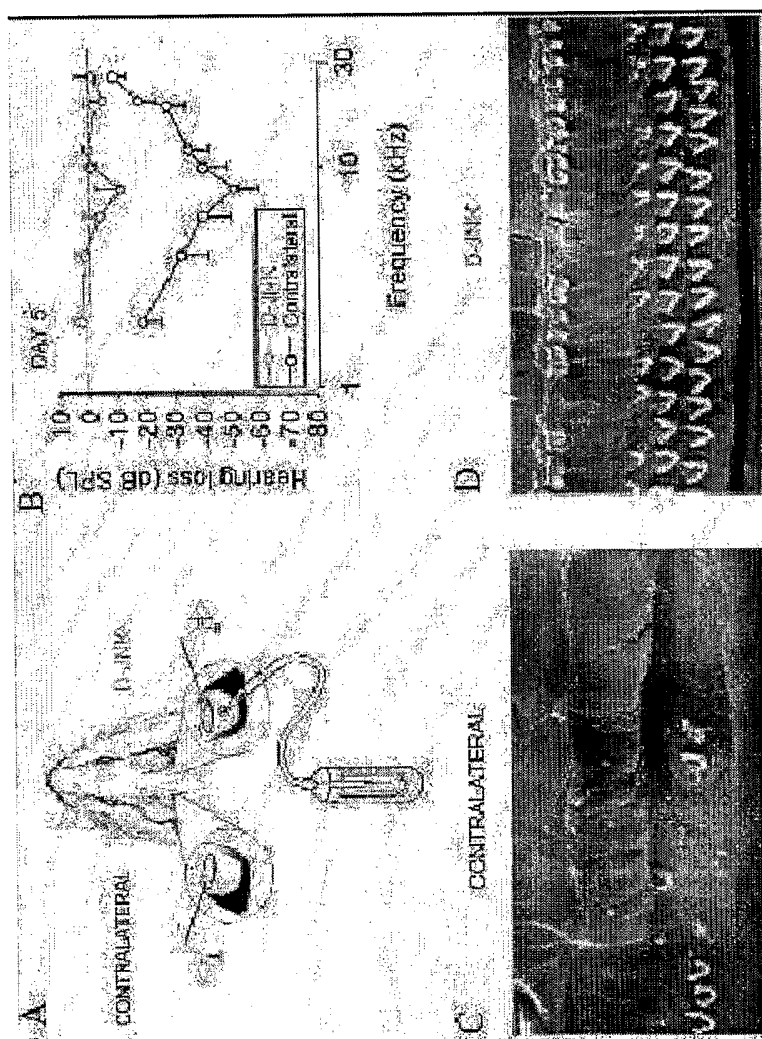 A
CONTRALATERAL
D-JNKI
B
DAY 5
Hearing loss (dB SPL)
10
0
-10
-20
-30
-40
-50
-60
-70
-80
D-JNKI
Contralateral
1
10
30
Frequency (kHz)
C
CONTRALATERAL
D
D-JNKI